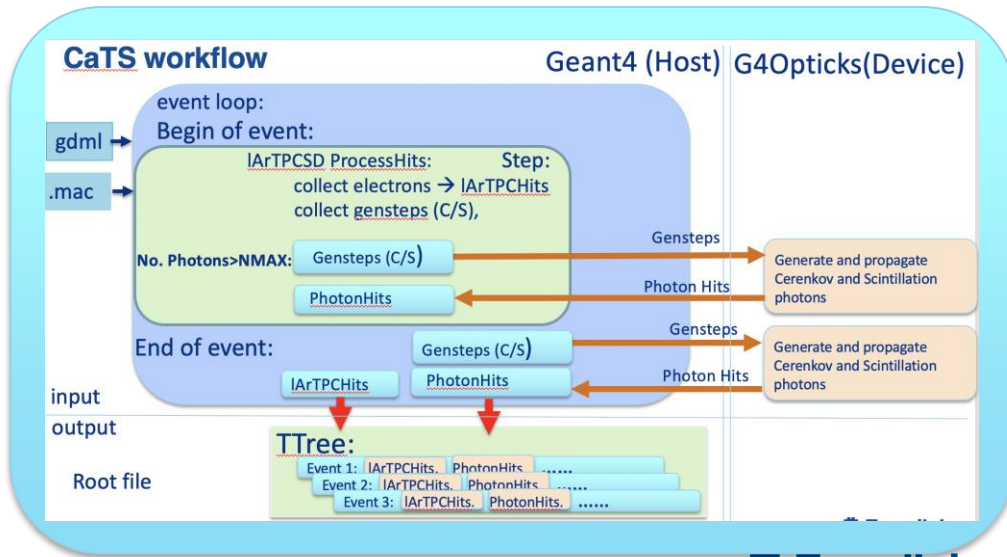 CaTS workflow
Geant4 (Host)
G4Opticks(Device)
event loop:
Begin of event:
gdml
.mac
lArTPCSD ProcessHits:
Step:
collect electrons → lArTPCHits
collect gensteps (C/S),
No. Photons>NMAX:
Gensteps (C/S)
Gensteps
Generate and propagate
Cerenkov and Scintillation
photons
PhotonHits
Photon Hits
End of event:
Gensteps (C/S)
Gensteps
Generate and propagate
Cerenkov and Scintillation
photons
lArTPCHits
PhotonHits
Photon Hits
input
output
Root file
TTree:
Event 1: lArTPCHits. PhotonHits ......
Event 2: lArTPCHits. PhotonHits ......
Event 3: lArTPCHits. PhotonHits. ......